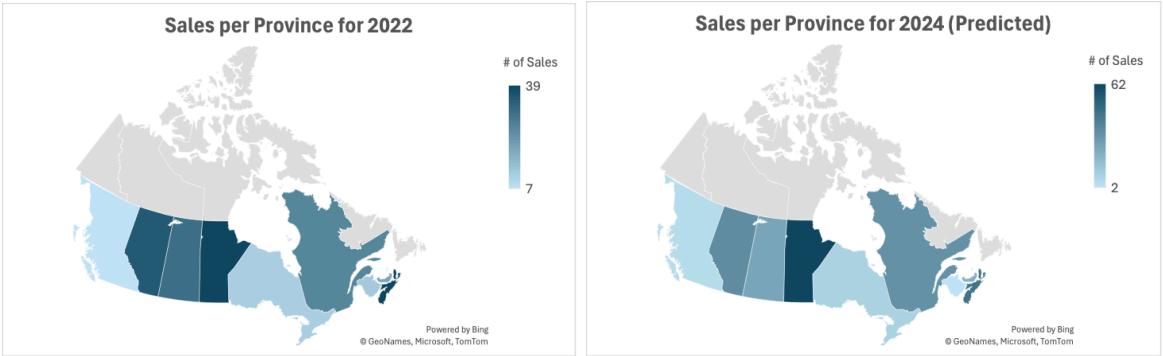 Sales per Province for 2022
# of Sales
39
7
Powered by Bing
© GeoNames, Microsoft, TomTom
Sales per Province for 2024 (Predicted)
# of Sales
62
2
Powered by Bing
© GeoNames, Microsoft, TomTom